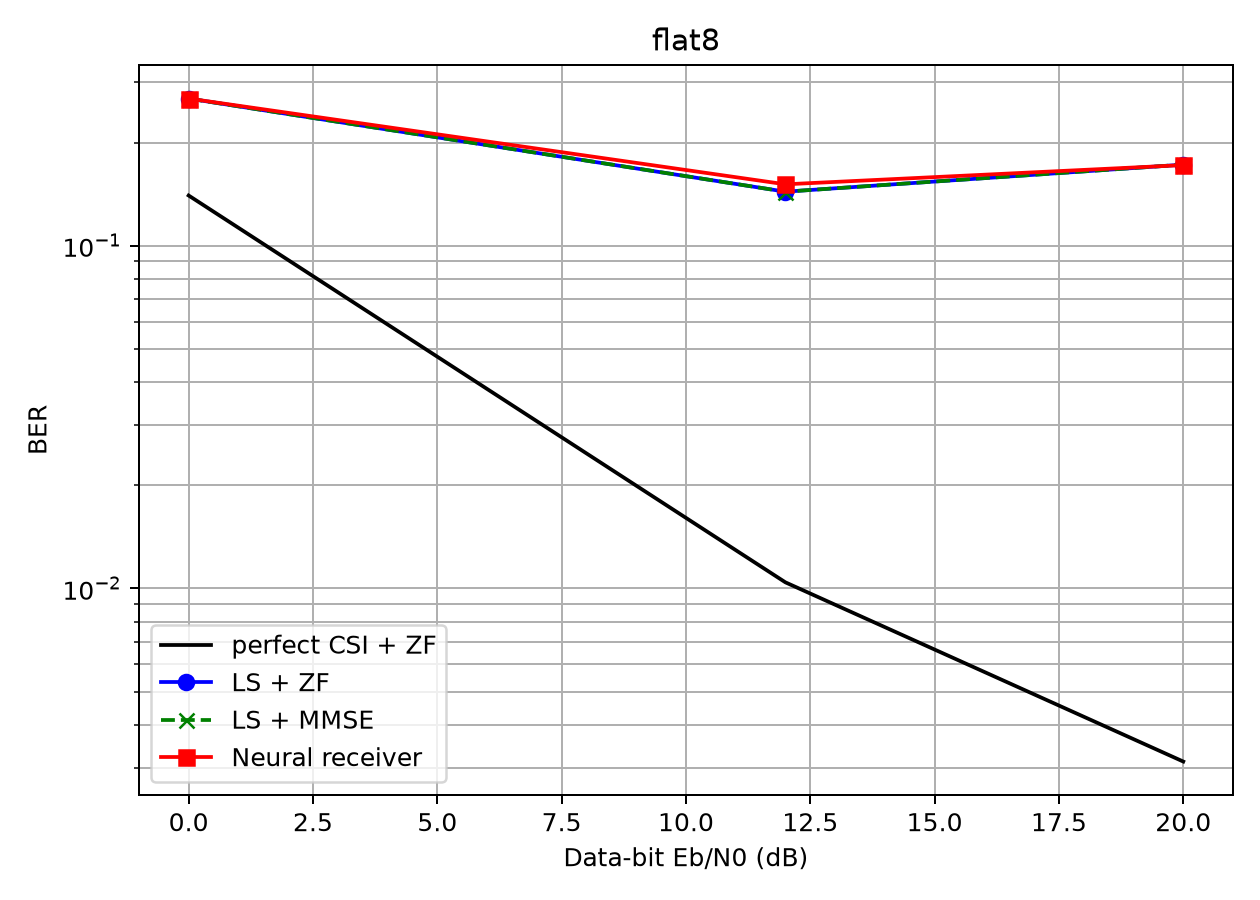 flat8
10⁻¹
10⁻²
BER
perfect CSI + ZF
LS + ZF
LS + MMSE
Neural receiver
0.0 2.5 5.0 7.5 10.0 12.5 15.0 17.5 20.0
Data-bit Eb/N0 (dB)